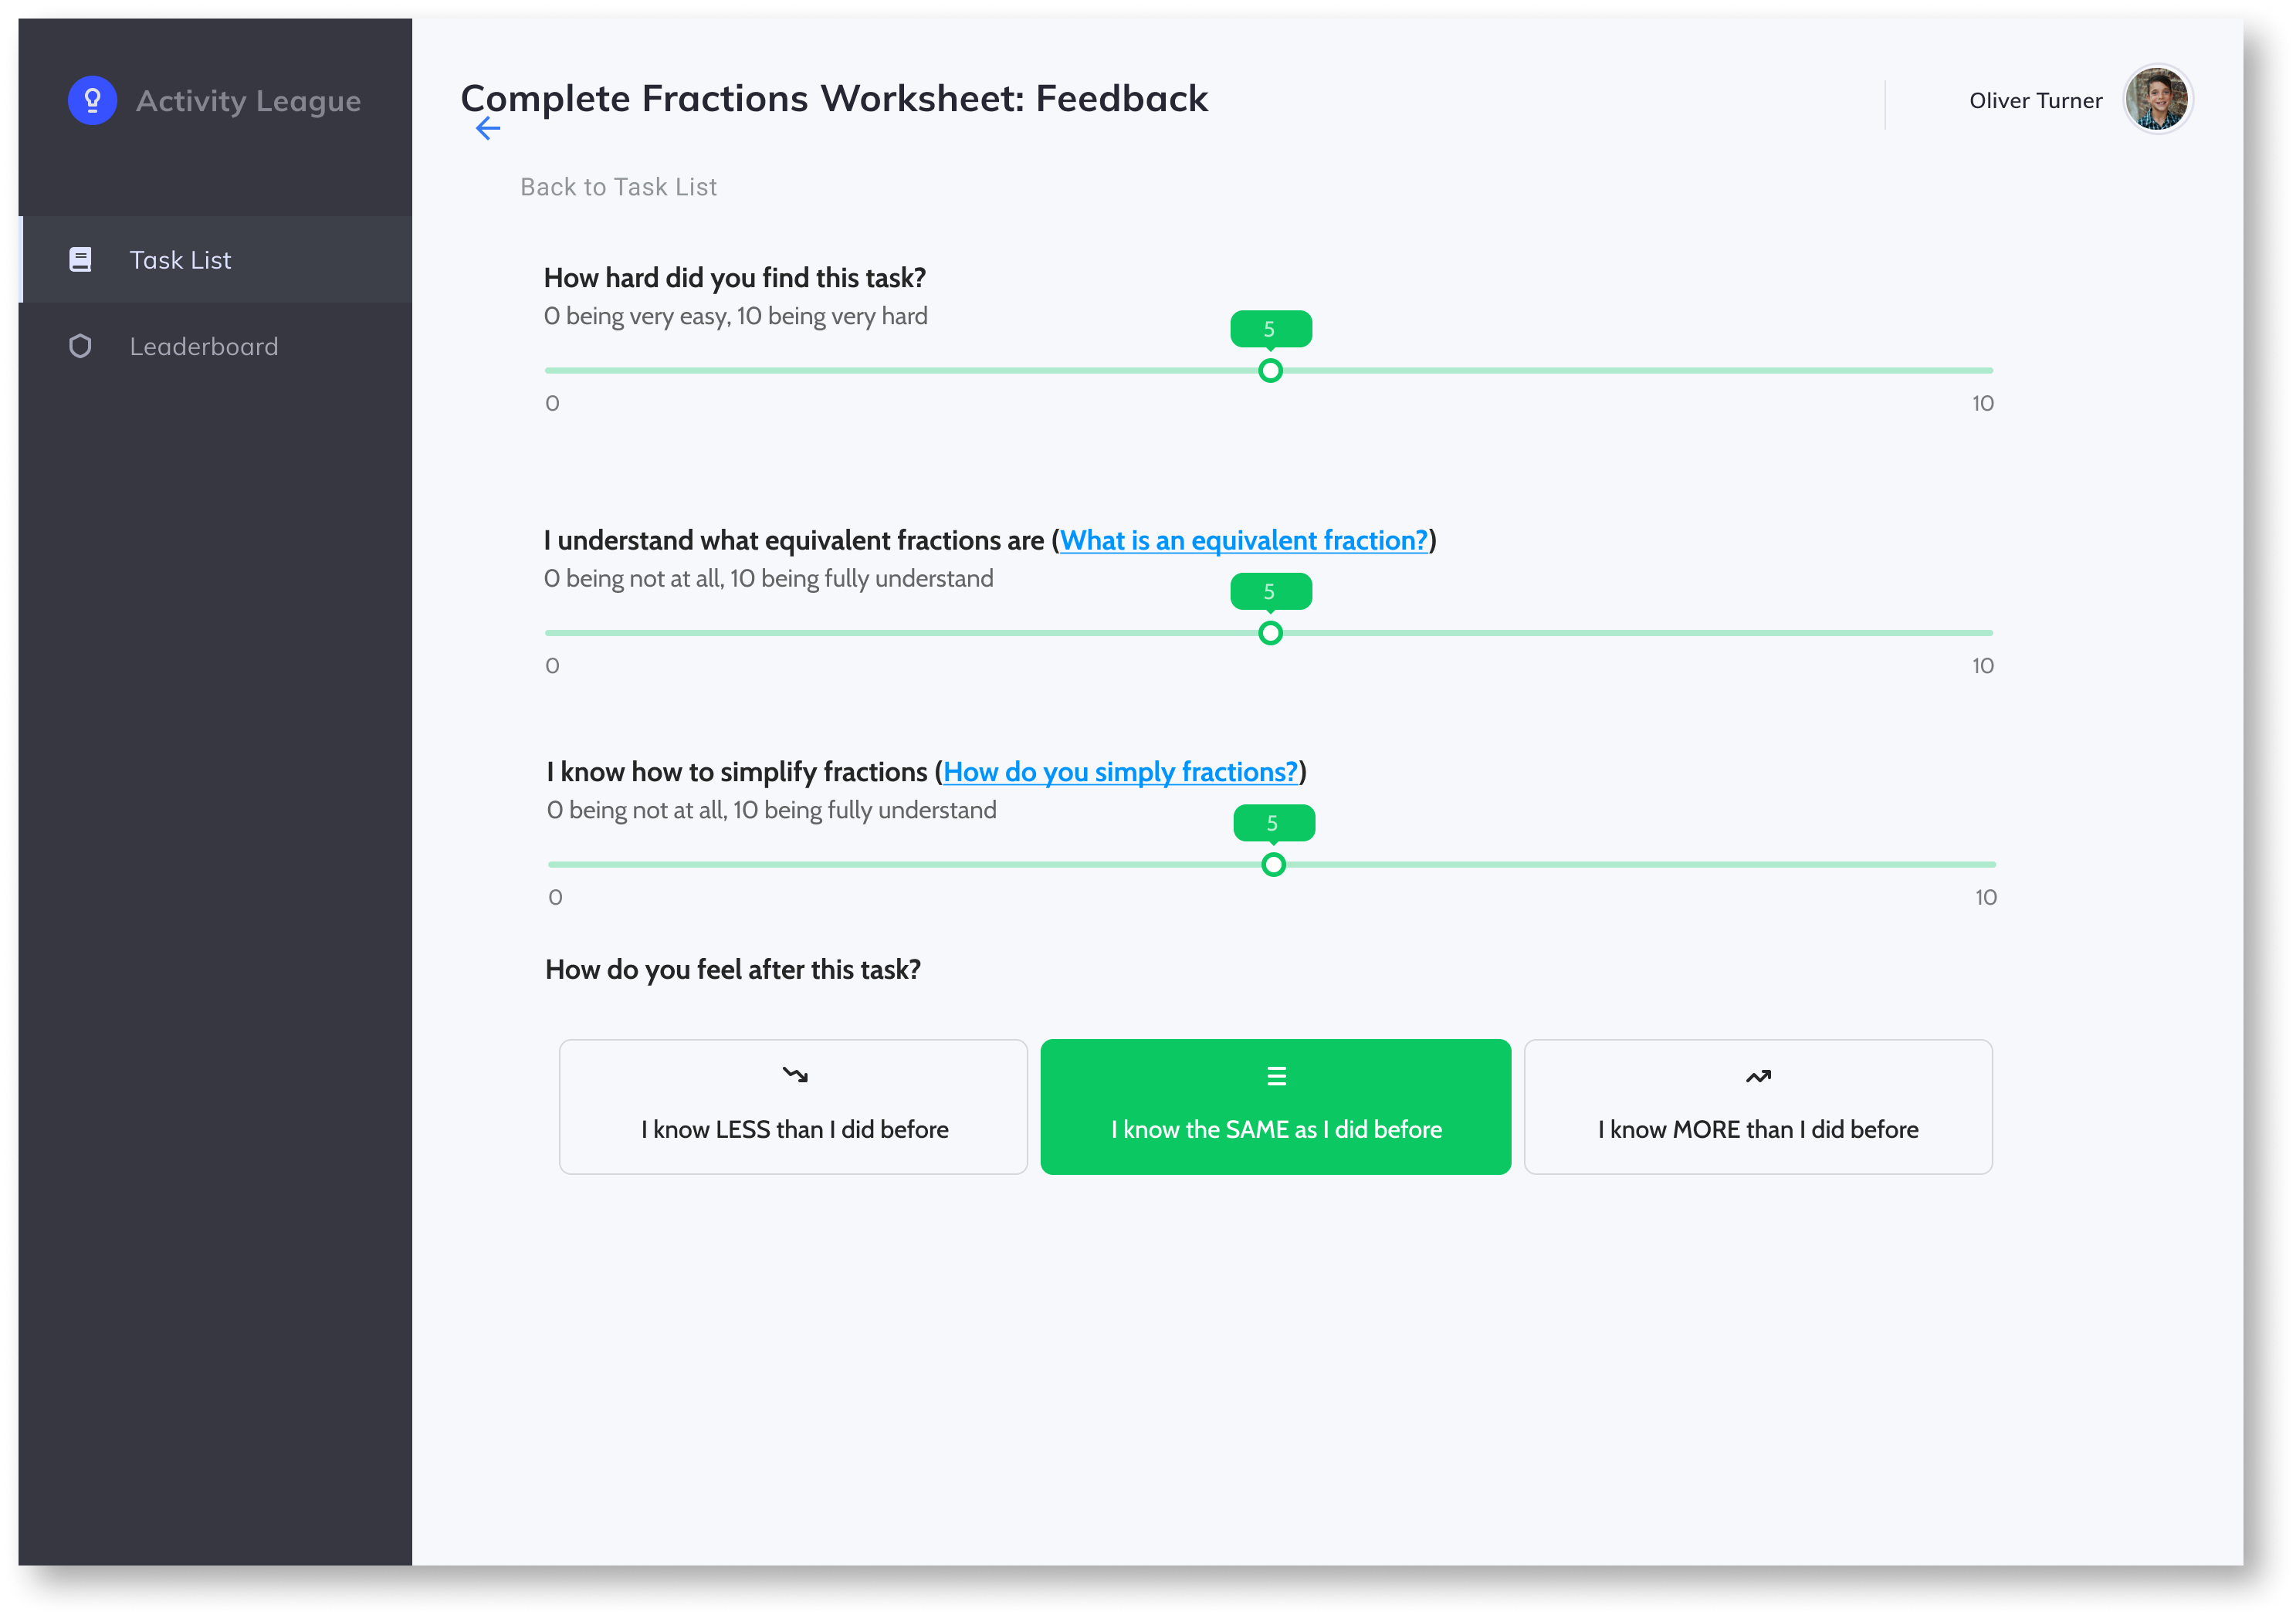 Activity League
Complete Fractions Worksheet: Feedback
Oliver Turner
Back to Task List
Task List
Leaderboard
How hard did you find this task?
0 being very easy, 10 being very hard
5
0 10
I understand what equivalent fractions are (What is an equivalent fraction?)
0 being not at all, 10 being fully understand
5
0 10
I know how to simplify fractions (How do you simply fractions?)
0 being not at all, 10 being fully understand
5
0 10
How do you feel after this task?
I know LESS than I did before
I know the SAME as I did before
I know MORE than I did before